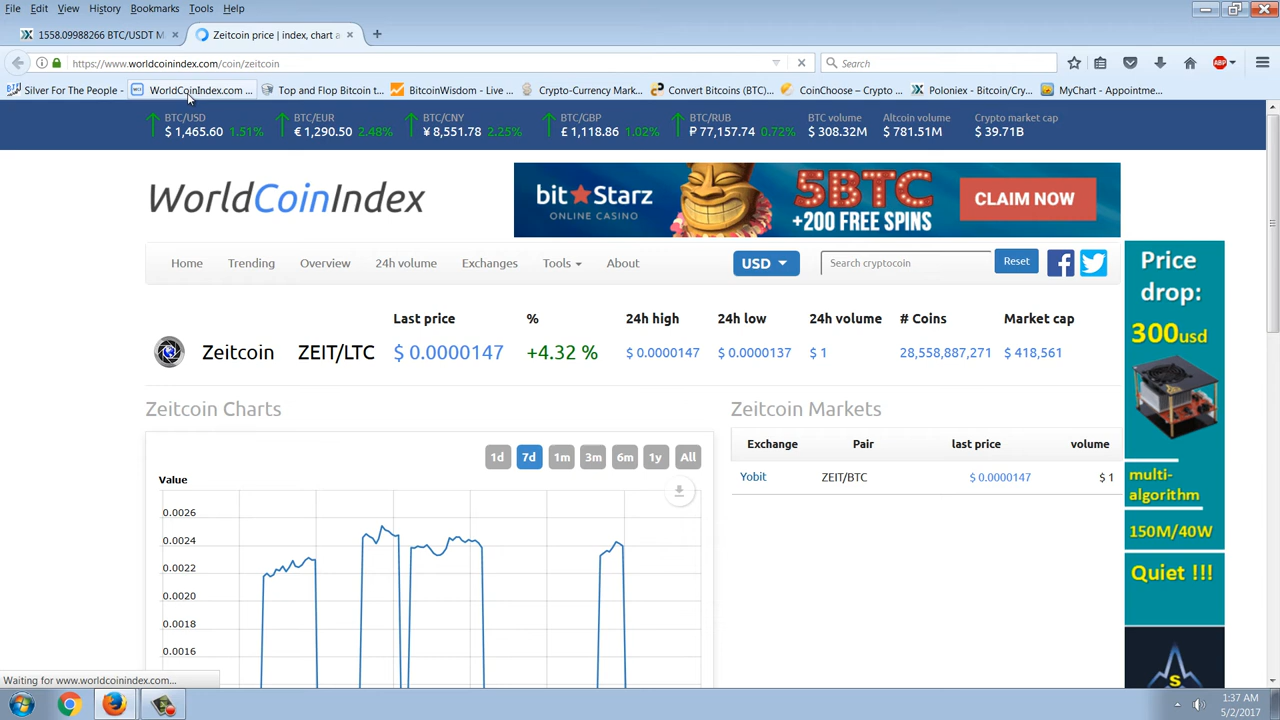 File Edit View History Bookmarks Tools Help
1558.09988266 BTC/USDT M
Zeitcoin price | index, chart a
https://www.worldcoinindex.com/coin/zeitcoin
Search
Silver For The People -
WorldCoinIndex.com ...
Top and Flop Bitcoin t...
BitcoinWisdom - Live ...
Crypto-Currency Mark...
Convert Bitcoins (BTC)...
CoinChoose – Crypto ...
Poloniex - Bitcoin/Cry...
MyChart - Appointme...
ABP
BTC/USD
$ 1,465.60 1.51%
BTC/EUR
€ 1,290.50 2.48%
BTC/CNY
¥ 8,551.78 2.25%
BTC/GBP
£ 1,118.86 1.02%
BTC/RUB
₽ 77,157.74 0.72%
BTC volume
$ 308.32M
Altcoin volume
$ 781.51M
Crypto market cap
$ 39.71B
WorldCoinIndex
bit★Starz
ONLINE CASINO
5BTC
+200 FREE SPINS
CLAIM NOW
Home Trending Overview 24h volume Exchanges Tools About
USD
Search cryptocoin
Reset
Last price % 24h high 24h low 24h volume # Coins Market cap
Zeitcoin ZEIT/LTC $ 0.0000147 +4.32 % $ 0.0000147 $ 0.0000137 $ 1 28,558,887,271 $ 418,561
Zeitcoin Charts
1d 7d 1m 3m 6m 1y All
Value
0.0026
0.0024
0.0022
0.0020
0.0018
0.0016
Zeitcoin Markets
Exchange Pair last price volume
Yobit ZEIT/BTC $ 0.0000147 $ 1
Price
drop:
300usd
multi-
algorithm
150M/40W
Quiet !!!
S
Waiting for www.worldcoinindex.com...
1:37 AM
5/2/2017